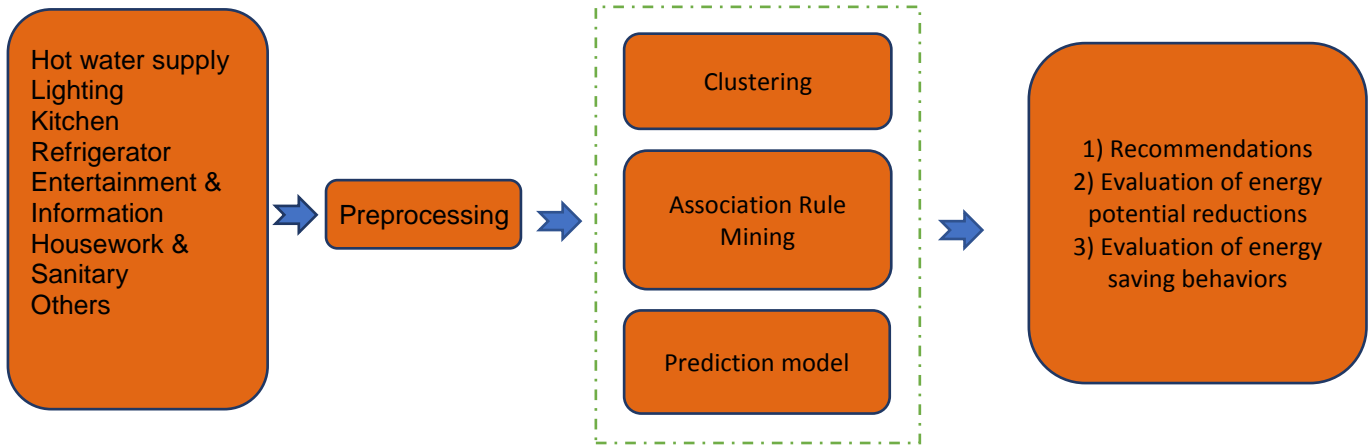 Hot water supply
Lighting
Kitchen
Refrigerator
Entertainment &
Information
Housework &
Sanitary
Others
Preprocessing
Clustering
Association Rule
Mining
Prediction model
1) Recommendations
2) Evaluation of energy
potential reductions
3) Evaluation of energy
saving behaviors